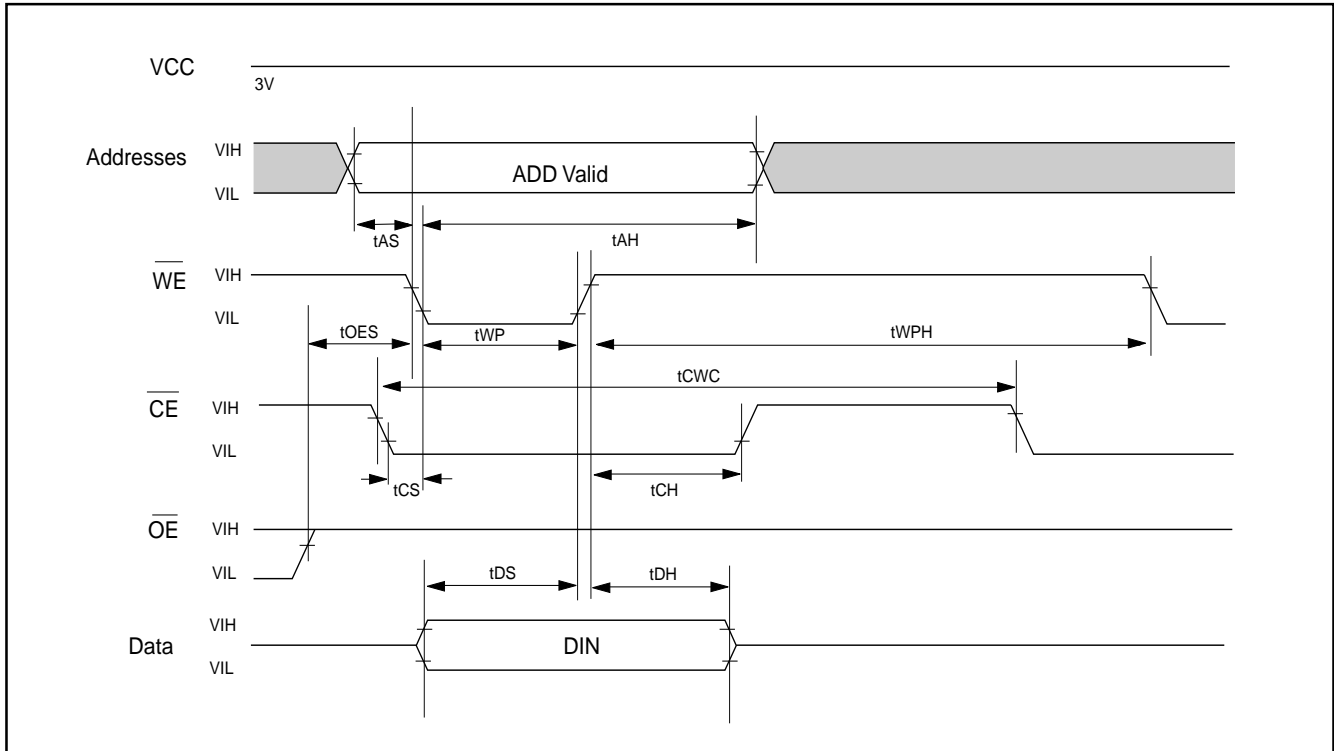 VCC
3V
Addresses
VIH
ADD Valid
VIL
tAS
tAH
WE
VIH
VIL
tOES
tWP
tWPH
tCWC
CE
VIH
VIL
tCS
tCH
OE
VIH
VIL
tDS
tDH
Data
VIH
DIN
VIL